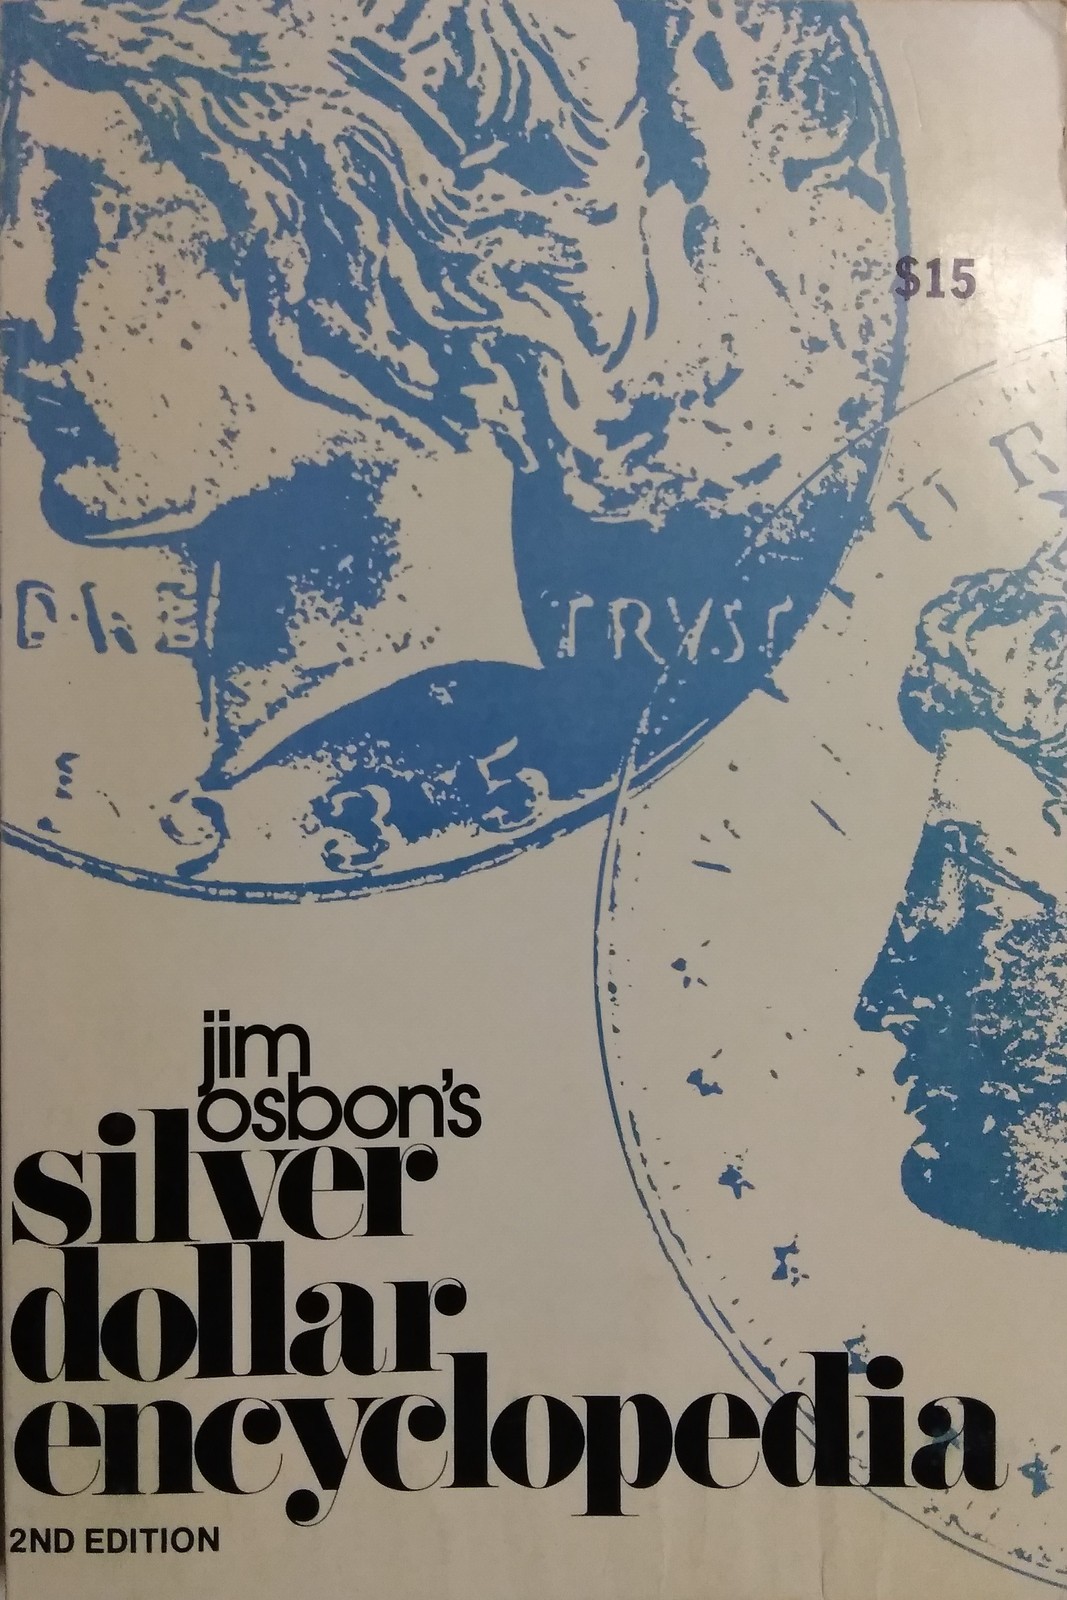 $15
TRVST
jim
osbon's
silver
dollar
encyclopedia
2ND EDITION